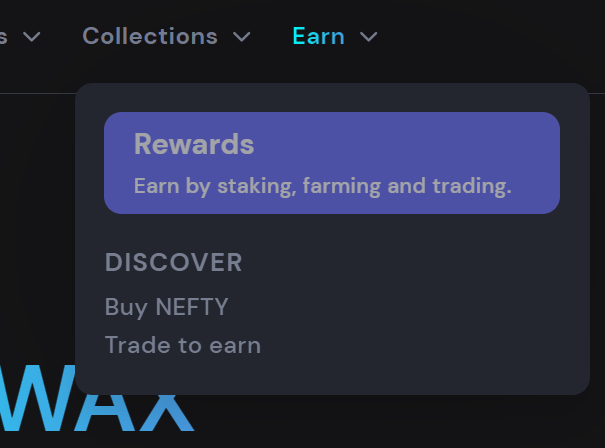 s
Collections
Earn
Rewards
Earn by staking, farming and trading.
DISCOVER
Buy NEFTY
Trade to earn
WAX